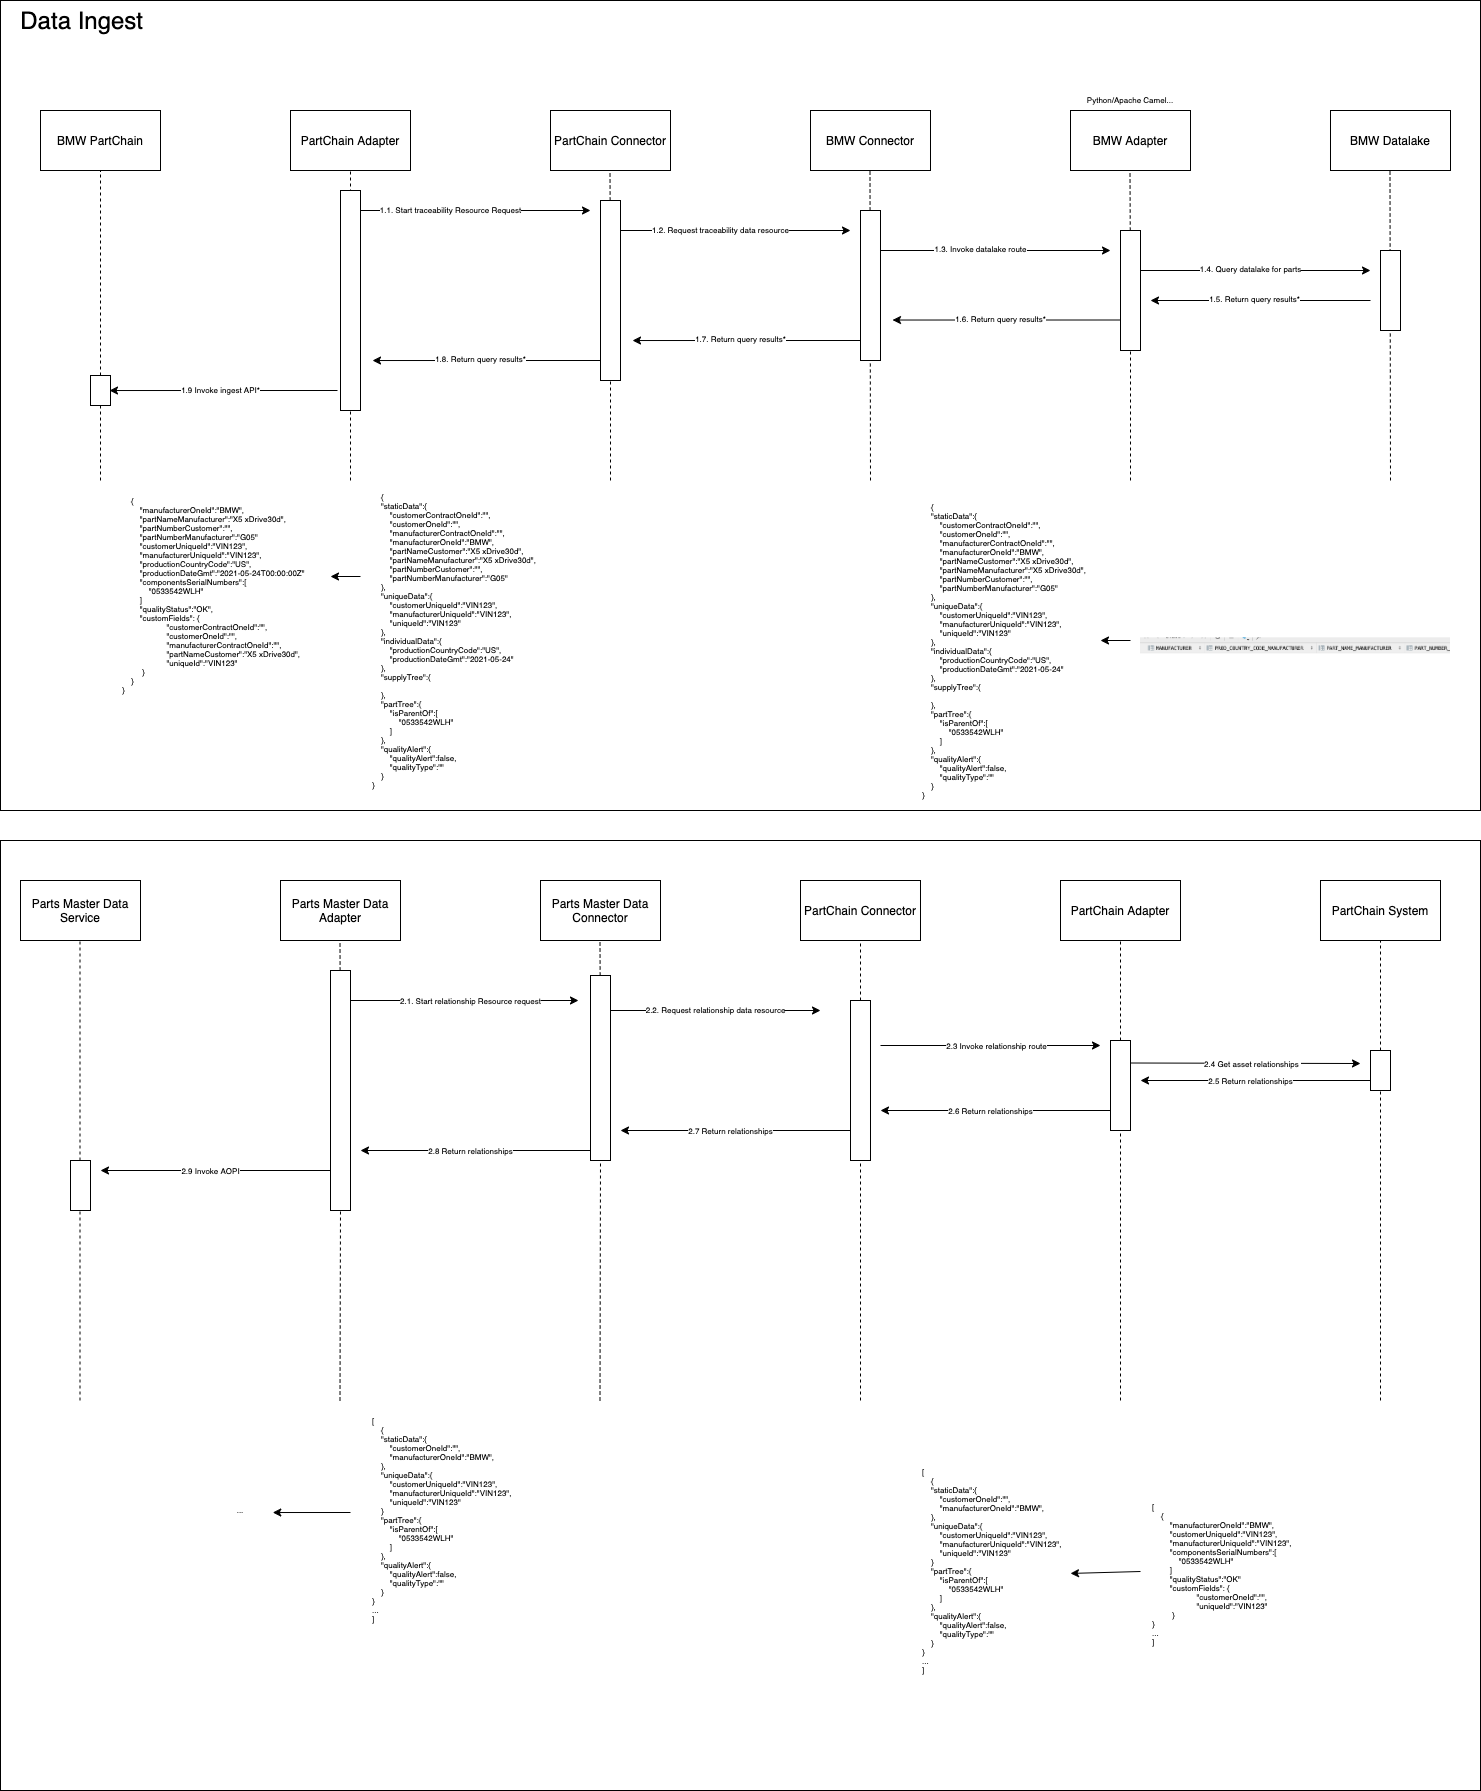 Data Ingest
Python/Apache Camel...
BMW PartChain
PartChain Adapter
PartChain Connector
BMW Connector
BMW Adapter
BMW Datalake
1.1. Start traceability Resource Request
1.2. Request traceability data resource
1.3. Invoke datalake route
1.4. Query datalake for parts
1.5. Return query results*
1.6. Return query results*
1.7. Return query results*
1.8. Return query results*
1.9 Invoke ingest API*
{
"manufacturerOneId":"BMW",
"partNameManufacturer":"X5 xDrive30d",
"partNumberCustomer":"",
"partNumberManufacturer":"G05"
"customerUniqueId":"VIN123",
"manufacturerUniqueId":"VIN123",
"productionCountryCode":"US",
"productionDateGmt":"2021-05-24T00:00:00Z"
"componentsSerialNumbers":[
"0533542WLH"
]
"qualityStatus":"OK",
"customFields": {
"customerContractOneId":"",
"customerOneId":"",
"manufacturerContractOneId":"",
"partNameCustomer":"X5 xDrive30d",
"uniqueId":"VIN123"
}
}
}
{
"staticData":{
"customerContractOneId":"",
"customerOneId":"",
"manufacturerContractOneId":"",
"manufacturerOneId":"BMW",
"partNameCustomer":"X5 xDrive30d",
"partNameManufacturer":"X5 xDrive30d",
"partNumberCustomer":"",
"partNumberManufacturer":"G05"
},
"uniqueData":{
"customerUniqueId":"VIN123",
"manufacturerUniqueId":"VIN123",
"uniqueId":"VIN123"
},
"individualData":{
"productionCountryCode":"US",
"productionDateGmt":"2021-05-24"
},
"supplyTree":{
},
"partTree":{
"isParentOf":[
"0533542WLH"
]
},
"qualityAlert":{
"qualityAlert":false,
"qualityType":""
}
}
{
"staticData":{
"customerContractOneId":"",
"customerOneId":"",
"manufacturerContractOneId":"",
"manufacturerOneId":"BMW",
"partNameCustomer":"X5 xDrive30d",
"partNameManufacturer":"X5 xDrive30d",
"partNumberCustomer":"",
"partNumberManufacturer":"G05"
},
"uniqueData":{
"customerUniqueId":"VIN123",
"manufacturerUniqueId":"VIN123",
"uniqueId":"VIN123"
},
"individualData":{
"productionCountryCode":"US",
"productionDateGmt":"2021-05-24"
},
"supplyTree":{
},
"partTree":{
"isParentOf":[
"0533542WLH"
]
},
"qualityAlert":{
"qualityAlert":false,
"qualityType":""
}
}
MANUFACTURER PROD_COUNTRY_CODE_MANUFACTURER PART_NAME_MANUFACTURER PART_NUMBER_
Parts Master Data
Service
Parts Master Data
Adapter
Parts Master Data
Connector
PartChain Connector
PartChain Adapter
PartChain System
2.1. Start relationship Resource request
2.2. Request relationship data resource
2.3 Invoke relationship route
2.4 Get asset relationships
2.5 Return relationships
2.6 Return relationships
2.7 Return relationships
2.8 Return relationships
2.9 Invoke AOPI
...
[
{
"staticData":{
"customerOneId":"",
"manufacturerOneId":"BMW",
},
"uniqueData":{
"customerUniqueId":"VIN123",
"manufacturerUniqueId":"VIN123",
"uniqueId":"VIN123"
}
"partTree":{
"isParentOf":[
"0533542WLH"
]
},
"qualityAlert":{
"qualityAlert":false,
"qualityType":""
}
}
...
]
[
{
"staticData":{
"customerOneId":"",
"manufacturerOneId":"BMW",
},
"uniqueData":{
"customerUniqueId":"VIN123",
"manufacturerUniqueId":"VIN123",
"uniqueId":"VIN123"
}
"partTree":{
"isParentOf":[
"0533542WLH"
]
},
"qualityAlert":{
"qualityAlert":false,
"qualityType":""
}
}
...
]
[
{
"manufacturerOneId":"BMW",
"customerUniqueId":"VIN123",
"manufacturerUniqueId":"VIN123",
"componentsSerialNumbers":[
"0533542WLH"
]
"qualityStatus":"OK"
"customFields": {
"customerOneId":"",
"uniqueId":"VIN123"
}
}
...
]